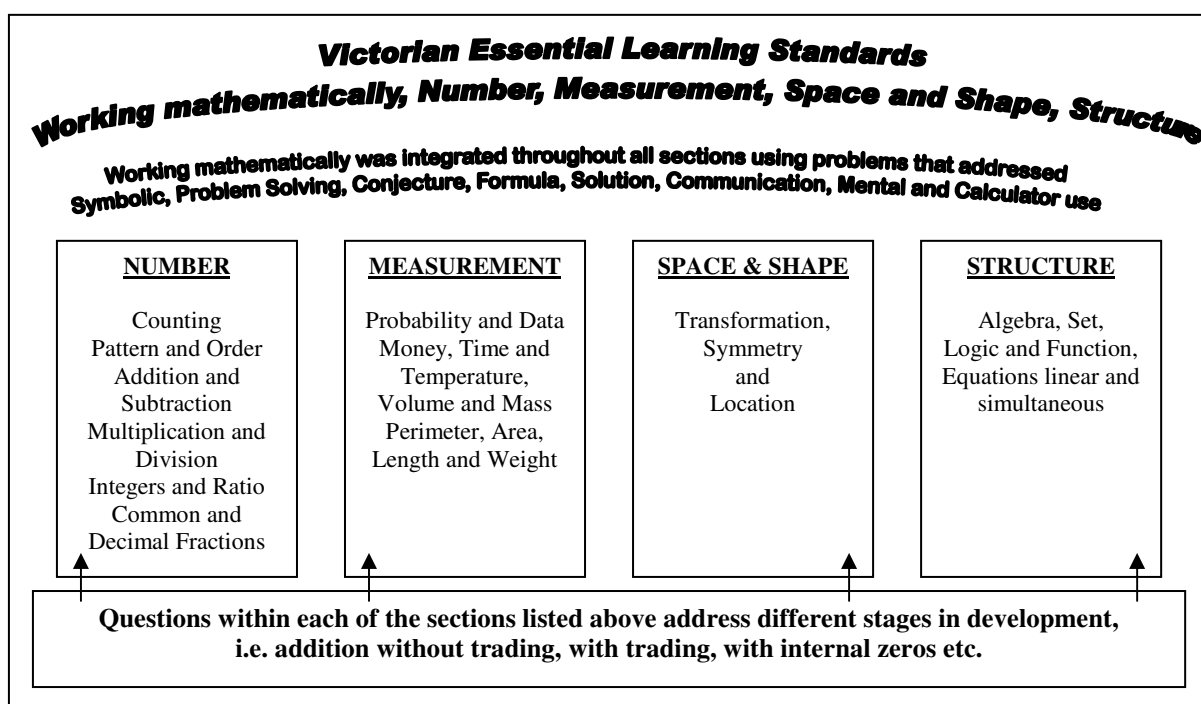 Victorian Essential Learning Standards
Working mathematically, Number, Measurement, Space and Shape, Structure
Working mathematically was integrated throughout all sections using problems that addressed
Symbolic, Problem Solving, Conjecture, Formula, Solution, Communication, Mental and Calculator use
NUMBER
Counting
Pattern and Order
Addition and
Subtraction
Multiplication and
Division
Integers and Ratio
Common and
Decimal Fractions
MEASUREMENT
Probability and Data
Money, Time and
Temperature,
Volume and Mass
Perimeter, Area,
Length and Weight
SPACE & SHAPE
Transformation,
Symmetry
and
Location
STRUCTURE
Algebra, Set,
Logic and Function,
Equations linear and
simultaneous
Questions within each of the sections listed above address different stages in development,
i.e. addition without trading, with trading, with internal zeros etc.